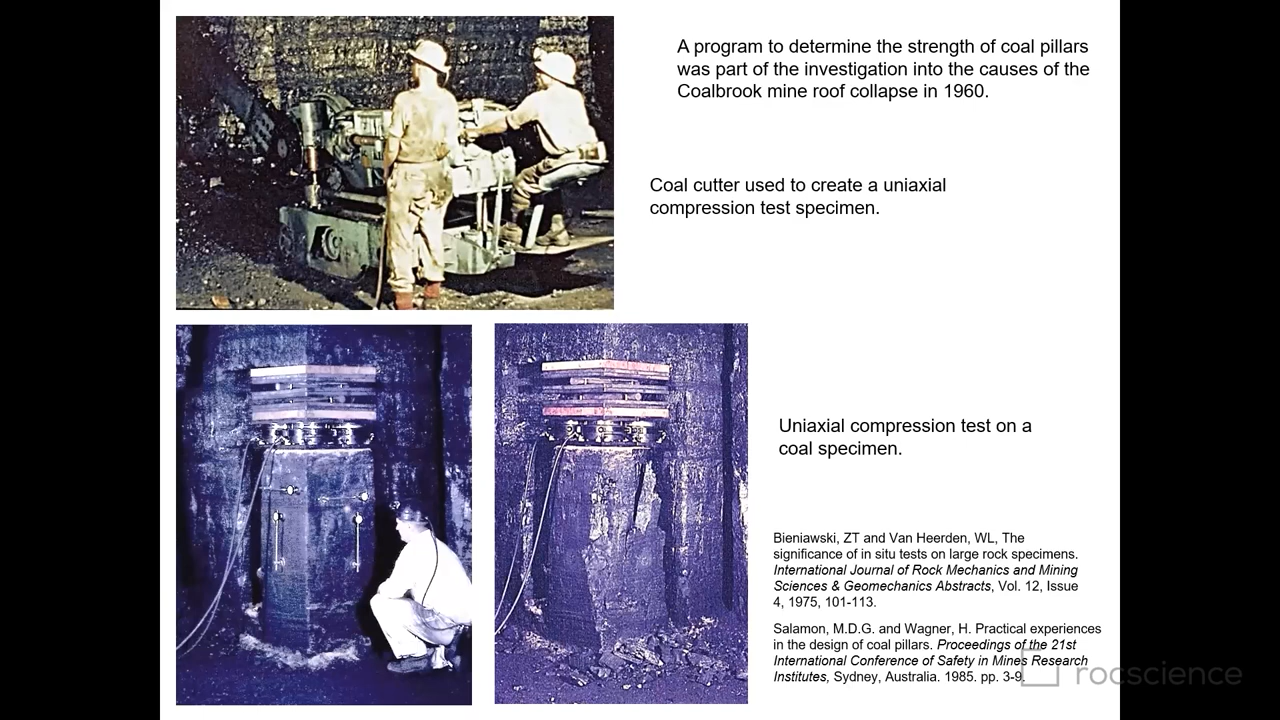 A program to determine the strength of coal pillars
was part of the investigation into the causes of the
Coalbrook mine roof collapse in 1960.
Coal cutter used to create a uniaxial
compression test specimen.
Uniaxial compression test on a
coal specimen.
Bieniawski, ZT and Van Heerden, WL, The
significance of in situ tests on large rock specimens.
International Journal of Rock Mechanics and Mining
Sciences & Geomechanics Abstracts, Vol. 12, Issue
4, 1975, 101-113.
Salamon, M.D.G. and Wagner, H. Practical experiences
in the design of coal pillars. Proceedings of the 21st
International Conference of Safety in Mines Research
Institutes, Sydney, Australia. 1985. pp. 3-9.
rocscience